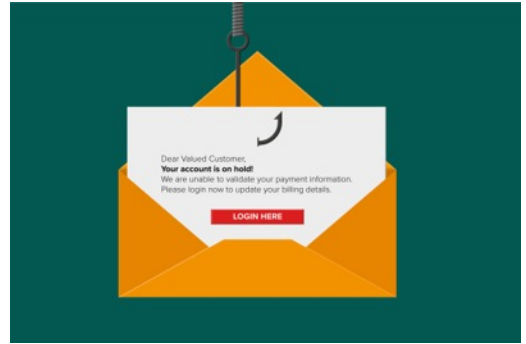 Dear Valued Customer,
Your account is on hold!
We are unable to validate your payment information.
Please login now to update your billing details.
LOGIN HERE